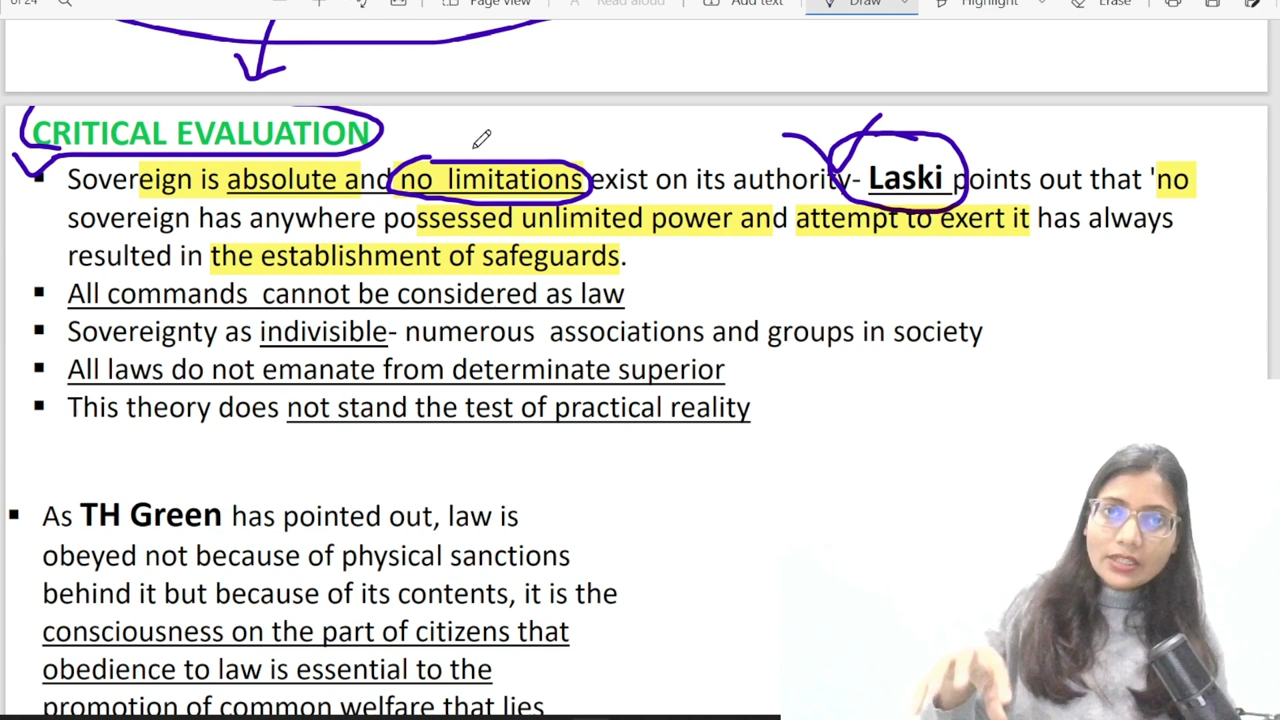 of 24
Page view
Read aloud
Add text
Draw
Highlight
Erase
CRITICAL EVALUATION
▪ Sovereign is absolute and no limitations exist on its authority- Laski points out that 'no
sovereign has anywhere possessed unlimited power and attempt to exert it has always
resulted in the establishment of safeguards.
▪ All commands cannot be considered as law
▪ Sovereignty as indivisible- numerous associations and groups in society
▪ All laws do not emanate from determinate superior
▪ This theory does not stand the test of practical reality
▪ As TH Green has pointed out, law is
obeyed not because of physical sanctions
behind it but because of its contents, it is the
consciousness on the part of citizens that
obedience to law is essential to the
promotion of common welfare that lies